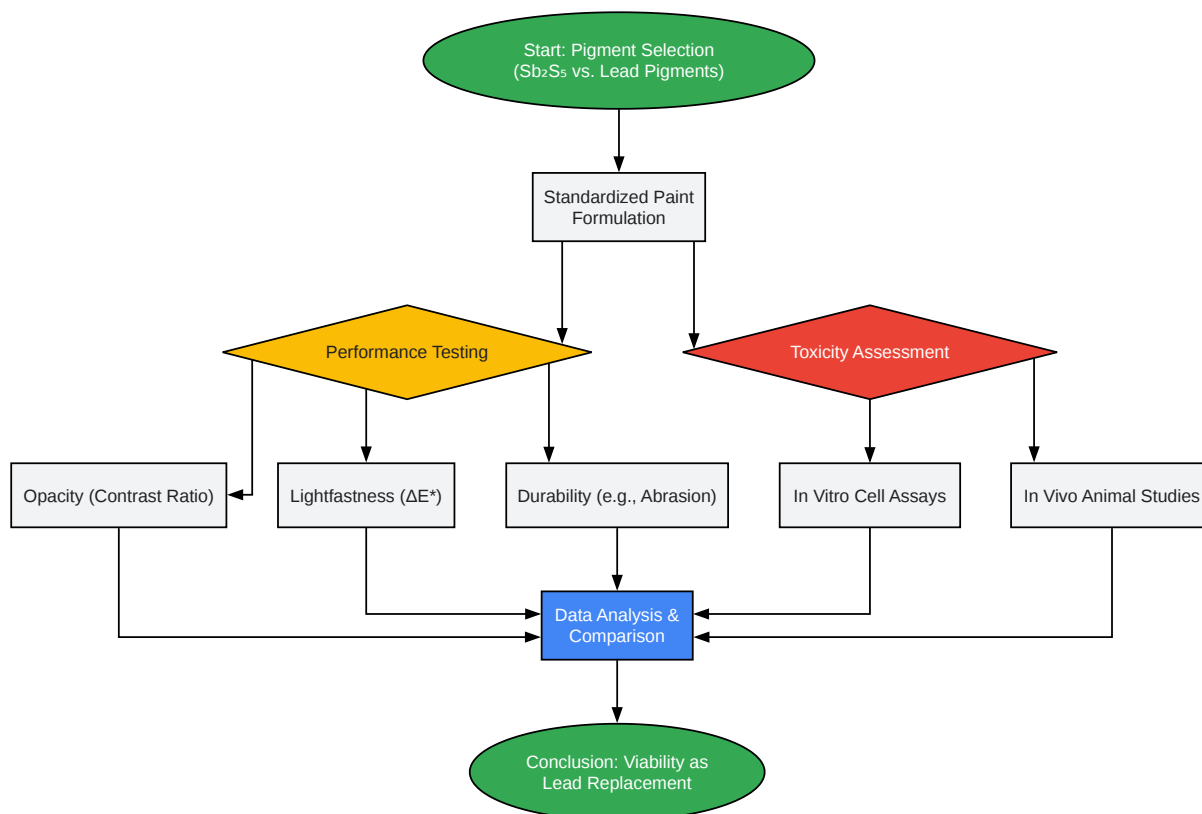 Start: Pigment Selection
(Sb₂S₅ vs. Lead Pigments)
Standardized Paint
Formulation
Performance Testing
Toxicity Assessment
Opacity (Contrast Ratio)
Lightfastness (ΔE*)
Durability (e.g., Abrasion)
In Vitro Cell Assays
In Vivo Animal Studies
Data Analysis &
Comparison
Conclusion: Viability as
Lead Replacement